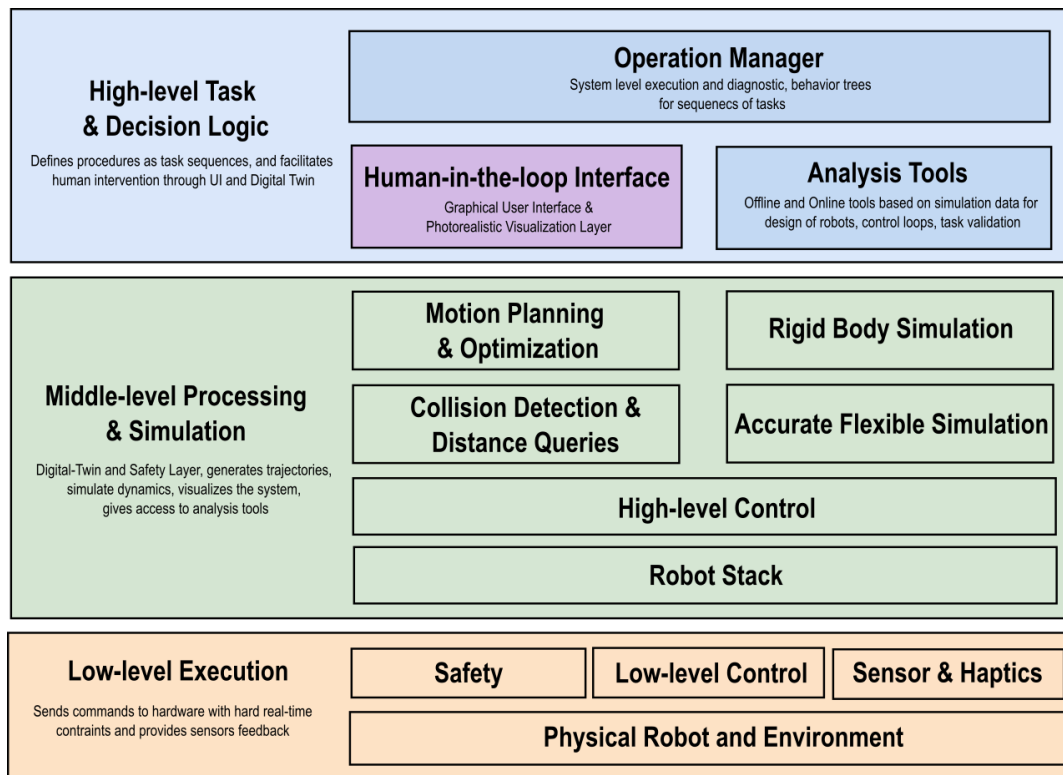 High-level Task
& Decision Logic
Defines procedures as task sequences, and facilitates
human intervention through UI and Digital Twin
Operation Manager
System level execution and diagnostic, behavior trees
for sequenecs of tasks
Human-in-the-loop Interface
Graphical User Interface &
Photorealistic Visualization Layer
Analysis Tools
Offline and Online tools based on simulation data for
design of robots, control loops, task validation
Middle-level Processing
& Simulation
Digital-Twin and Safety Layer, generates trajectories,
simulate dynamics, visualizes the system,
gives access to analysis tools
Motion Planning
& Optimization
Rigid Body Simulation
Collision Detection &
Distance Queries
Accurate Flexible Simulation
High-level Control
Robot Stack
Low-level Execution
Sends commands to hardware with hard real-time
contraints and provides sensors feedback
Safety
Low-level Control
Sensor & Haptics
Physical Robot and Environment